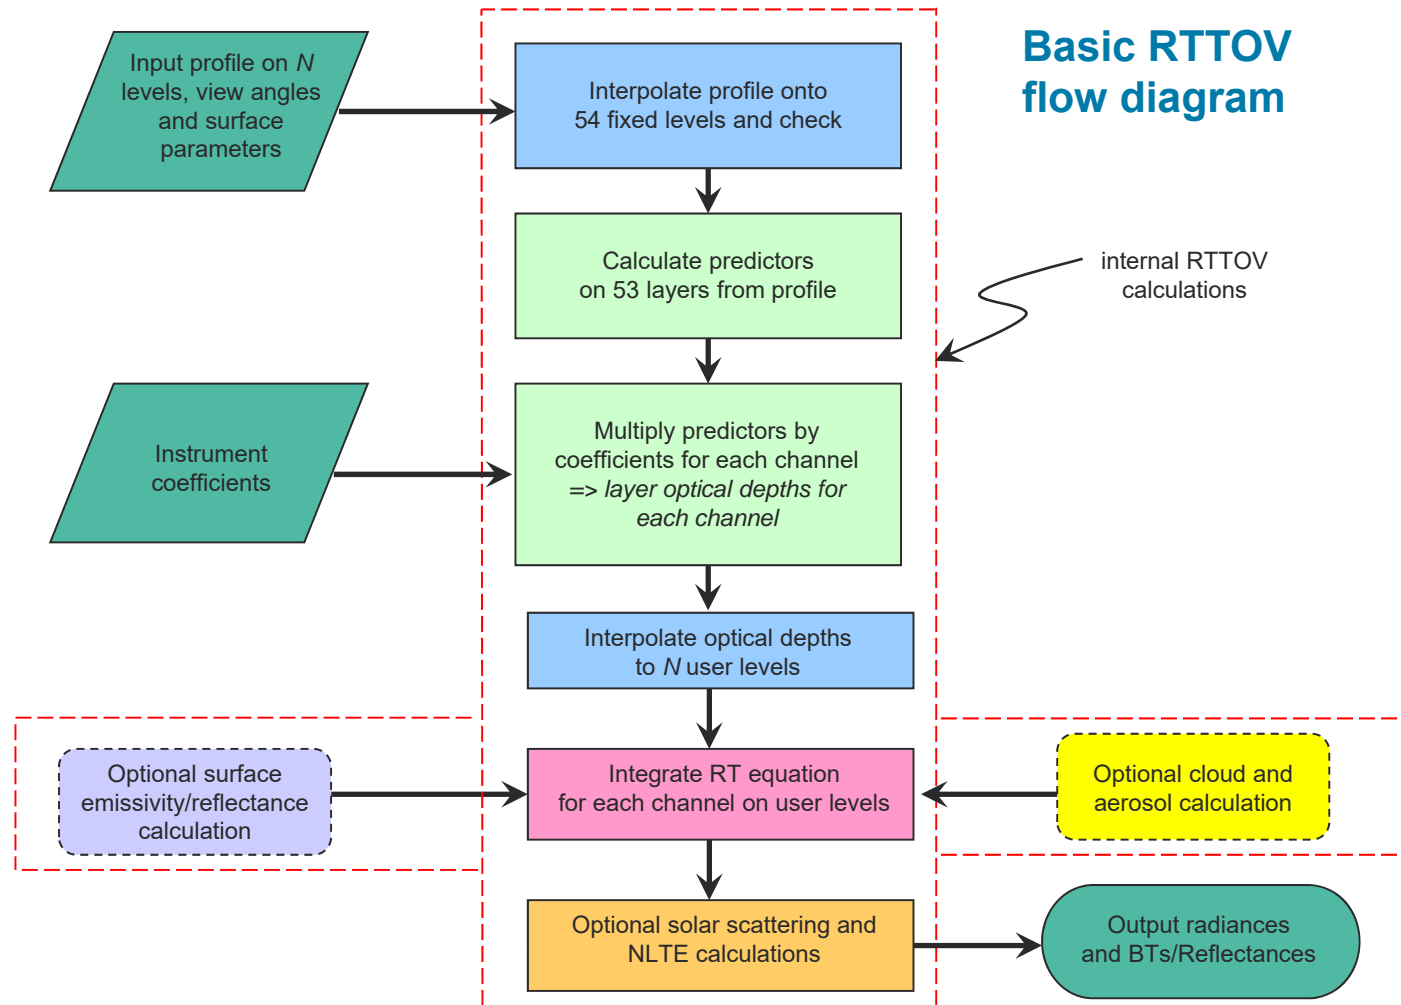 Basic RTTOV
flow diagram
Input profile on N
levels, view angles
and surface
parameters
Interpolate profile onto
54 fixed levels and check
Calculate predictors
on 53 layers from profile
internal RTTOV
calculations
Instrument
coefficients
Multiply predictors by
coefficients for each channel
=> layer optical depths for
each channel
Interpolate optical depths
to N user levels
Optional surface
emissivity/reflectance
calculation
Integrate RT equation
for each channel on user levels
Optional cloud and
aerosol calculation
Optional solar scattering and
NLTE calculations
Output radiances
and BTs/Reflectances